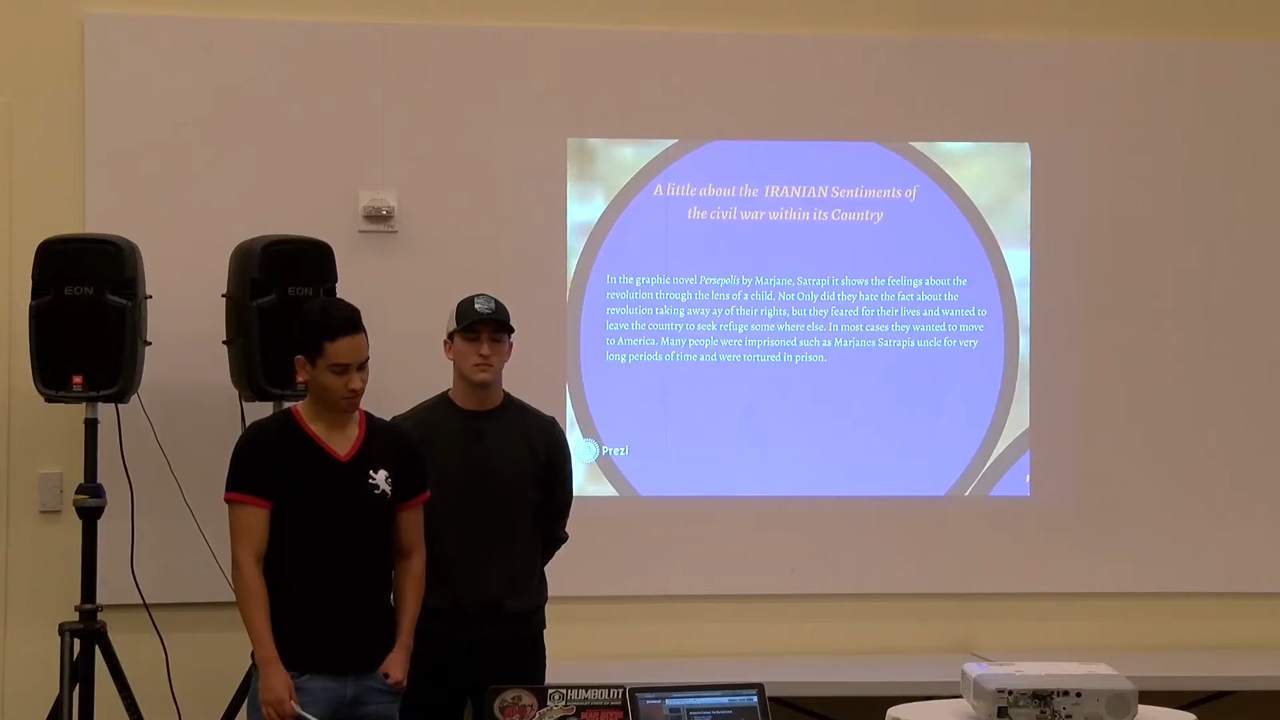 A little about the IRANIAN Sentiments of
the civil war within its Country
In the graphic novel Persepolis by Marjane, Satrapi it shows the feelings about the
revolution through the lens of a child. Not Only did they hate the fact about the
revolution taking away ay of their rights, but they feared for their lives and wanted to
leave the country to seek refuge some where else. In most cases they wanted to move
to America. Many people were imprisoned such as Marjanes Satrapis uncle for very
long periods of time and were tortured in prison.
Prezi
EON
EON
JBL
HUMBOLDT